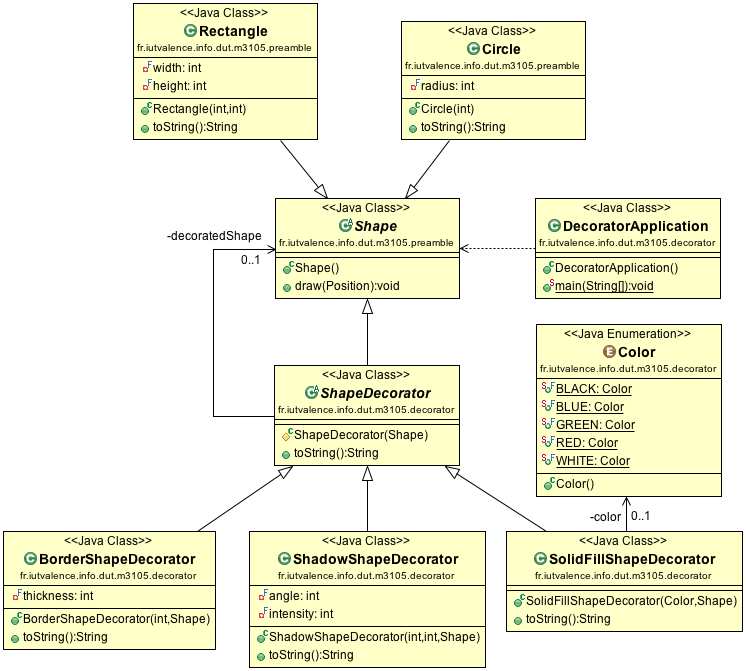 <<Java Class>>
Rectangle
fr.iutvalence.info.dut.m3105.preamble
width: int
height: int
Rectangle(int,int)
toString():String
<<Java Class>>
Circle
fr.iutvalence.info.dut.m3105.preamble
radius: int
Circle(int)
toString():String
-decoratedShape
0..1
<<Java Class>>
Shape
fr.iutvalence.info.dut.m3105.preamble
Shape()
draw(Position):void
<<Java Class>>
DecoratorApplication
fr.iutvalence.info.dut.m3105.decorator
DecoratorApplication()
main(String[]):void
<<Java Class>>
ShapeDecorator
fr.iutvalence.info.dut.m3105.decorator
ShapeDecorator(Shape)
toString():String
<<Java Enumeration>>
Color
fr.iutvalence.info.dut.m3105.decorator
BLACK: Color
BLUE: Color
GREEN: Color
RED: Color
WHITE: Color
Color()
-color
0..1
<<Java Class>>
BorderShapeDecorator
fr.iutvalence.info.dut.m3105.decorator
thickness: int
BorderShapeDecorator(int,Shape)
toString():String
<<Java Class>>
ShadowShapeDecorator
fr.iutvalence.info.dut.m3105.decorator
angle: int
intensity: int
ShadowShapeDecorator(int,int,Shape)
toString():String
<<Java Class>>
SolidFillShapeDecorator
fr.iutvalence.info.dut.m3105.decorator
SolidFillShapeDecorator(Color,Shape)
toString():String